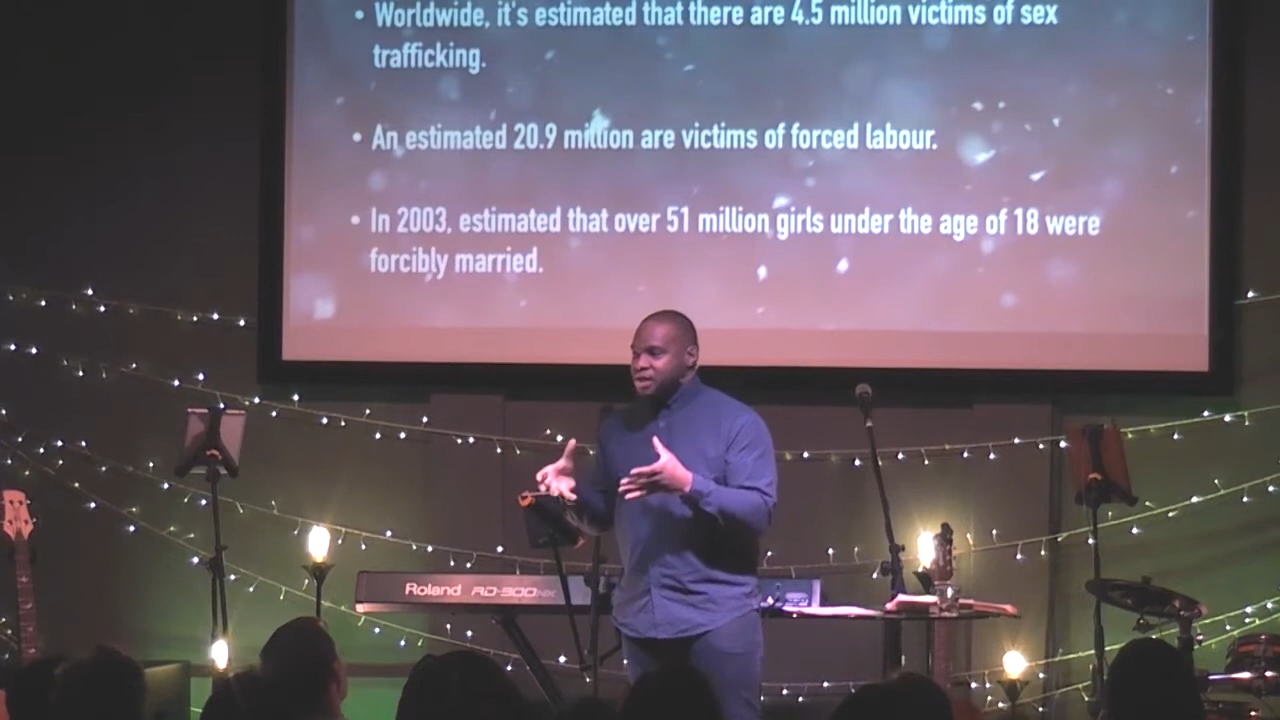 • Worldwide, it's estimated that there are 4.5 million victims of sex
trafficking.
• An estimated 20.9 million are victims of forced labour.
• In 2003, estimated that over 51 million girls under the age of 18 were
forcibly married.
Roland RD-300NX